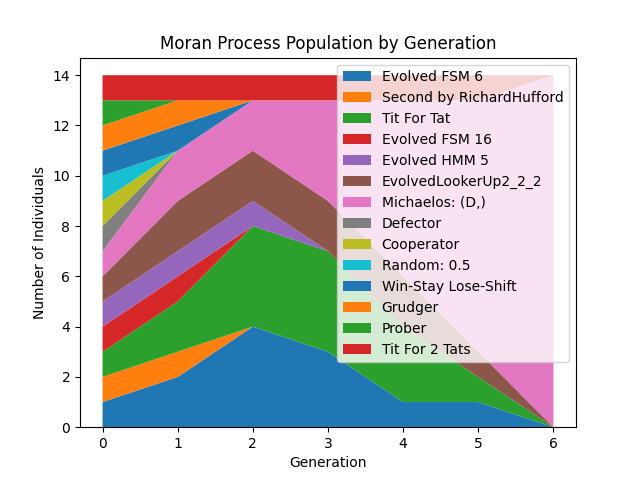 Moran Process Population by Generation
Number of Individuals
14
12
10
8
6
4
2
0
Evolved FSM 6
Second by RichardHufford
Tit For Tat
Evolved FSM 16
Evolved HMM 5
EvolvedLookerUp2_2_2
Michaelos: (D,)
Defector
Cooperator
Random: 0.5
Win-Stay Lose-Shift
Grudger
Prober
Tit For 2 Tats
0 1 2 3 4 5 6
Generation